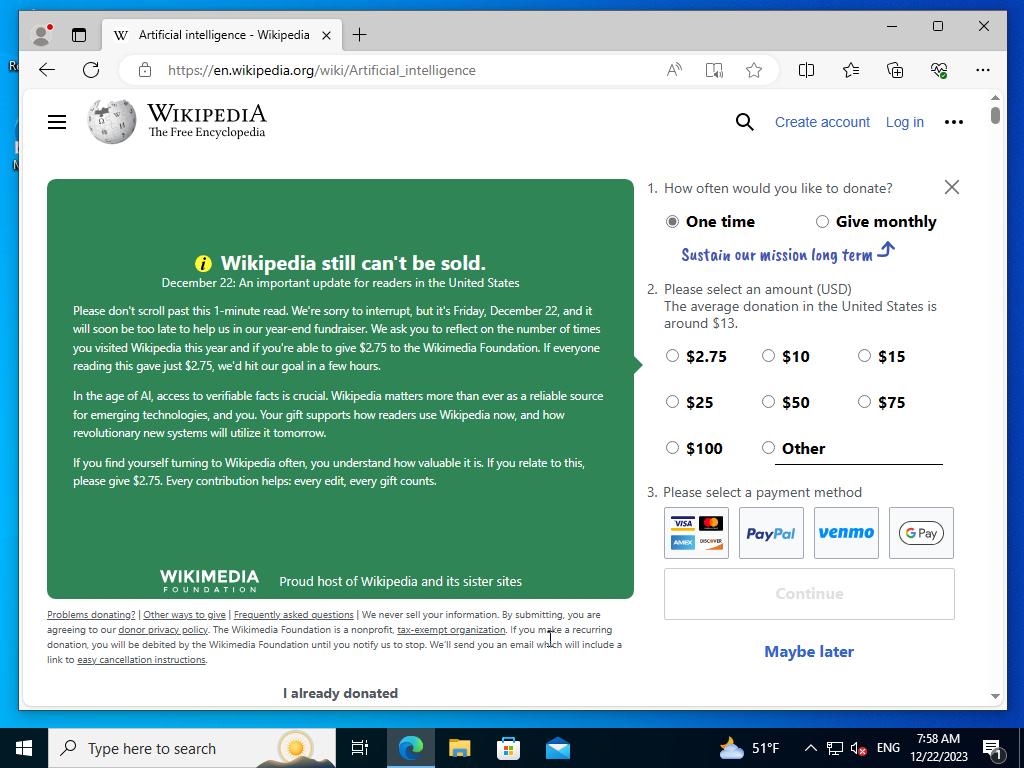 Artificial intelligence - Wikipedia
https://en.wikipedia.org/wiki/Artificial_intelligence
WIKIPEDIA
The Free Encyclopedia
Create account
Log in
Wikipedia still can't be sold.
December 22: An important update for readers in the United States
Please don't scroll past this 1-minute read. We're sorry to interrupt, but it's Friday, December 22, and it
will soon be too late to help us in our year-end fundraiser. We ask you to reflect on the number of times
you visited Wikipedia this year and if you're able to give $2.75 to the Wikimedia Foundation. If everyone
reading this gave just $2.75, we'd hit our goal in a few hours.
In the age of AI, access to verifiable facts is crucial. Wikipedia matters more than ever as a reliable source
for emerging technologies, and you. Your gift supports how readers use Wikipedia now, and how
revolutionary new systems will utilize it tomorrow.
If you find yourself turning to Wikipedia often, you understand how valuable it is. If you relate to this,
please give $2.75. Every contribution helps: every edit, every gift counts.
WIKIMEDIA
FOUNDATION
Proud host of Wikipedia and its sister sites
Problems donating? | Other ways to give | Frequently asked questions | We never sell your information. By submitting, you are
agreeing to our donor privacy policy. The Wikimedia Foundation is a nonprofit, tax-exempt organization. If you make a recurring
donation, you will be debited by the Wikimedia Foundation until you notify us to stop. We'll send you an email which will include a
link to easy cancellation instructions.
I already donated
1. How often would you like to donate?
One time
Give monthly
Sustain our mission long term
2. Please select an amount (USD)
The average donation in the United States is
around $13.
$2.75
$10
$15
$25
$50
$75
$100
Other
3. Please select a payment method
VISA
AMEX
DISCOVER
PayPal
venmo
G Pay
Continue
Maybe later
Type here to search
51°F
ENG
7:58 AM
12/22/2023
1